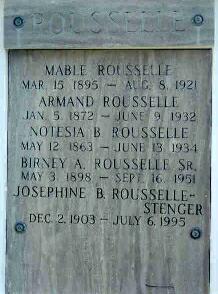 ROUSSELLE
MABLE ROUSSELLE
MAR. 15 1895 — AUG. 8, 1921
ARMAND ROUSSELLE
JAN. 5 1872 — JUNE 9, 1932
NOTESIA B. ROUSSELLE
MAY 12, 1863 — JUNE 13, 1934
BIRNEY A. ROUSSELLE SR.
MAY 3, 1898 — SEPT. 16, 1951
JOSEPHINE B. ROUSSELLE-
STENGER
DEC. 2, 1903 — JULY 6, 1995